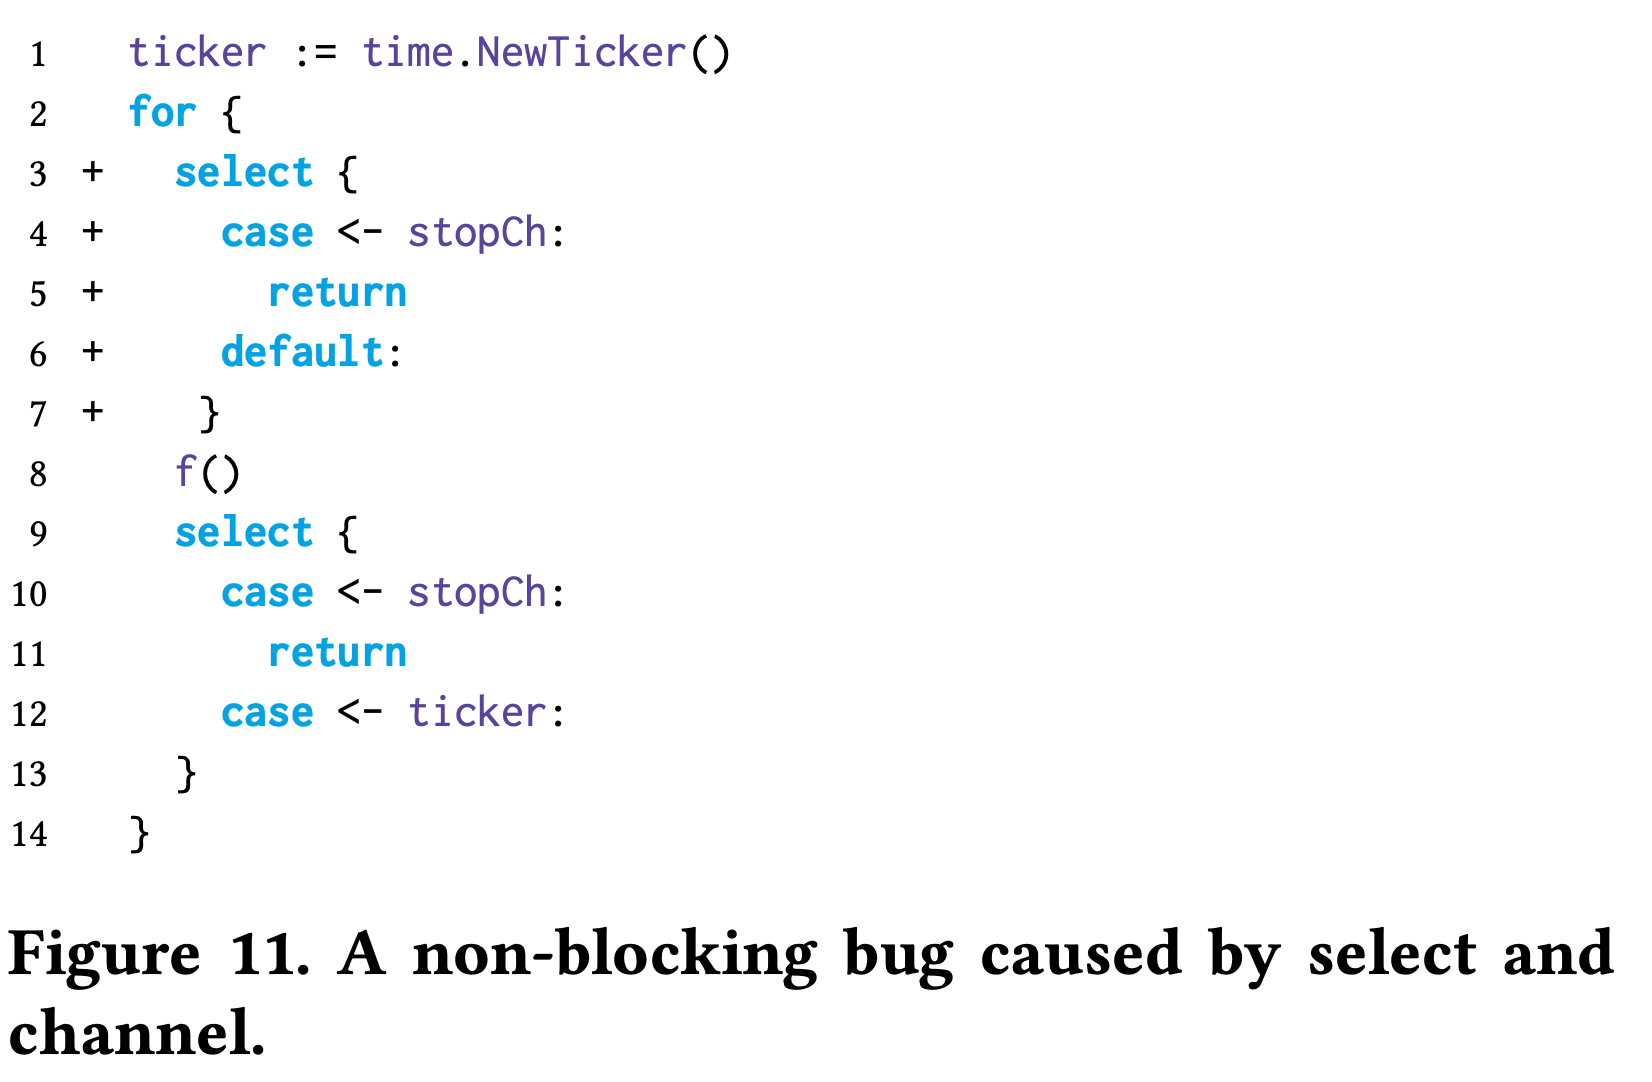 1 ticker := time.NewTicker()
2 for {
3 + select {
4 + case <- stopCh:
5 + return
6 + default:
7 + }
8 f()
9 select {
10 case <- stopCh:
11 return
12 case <- ticker:
13 }
14 }
Figure 11. A non-blocking bug caused by select and
channel.